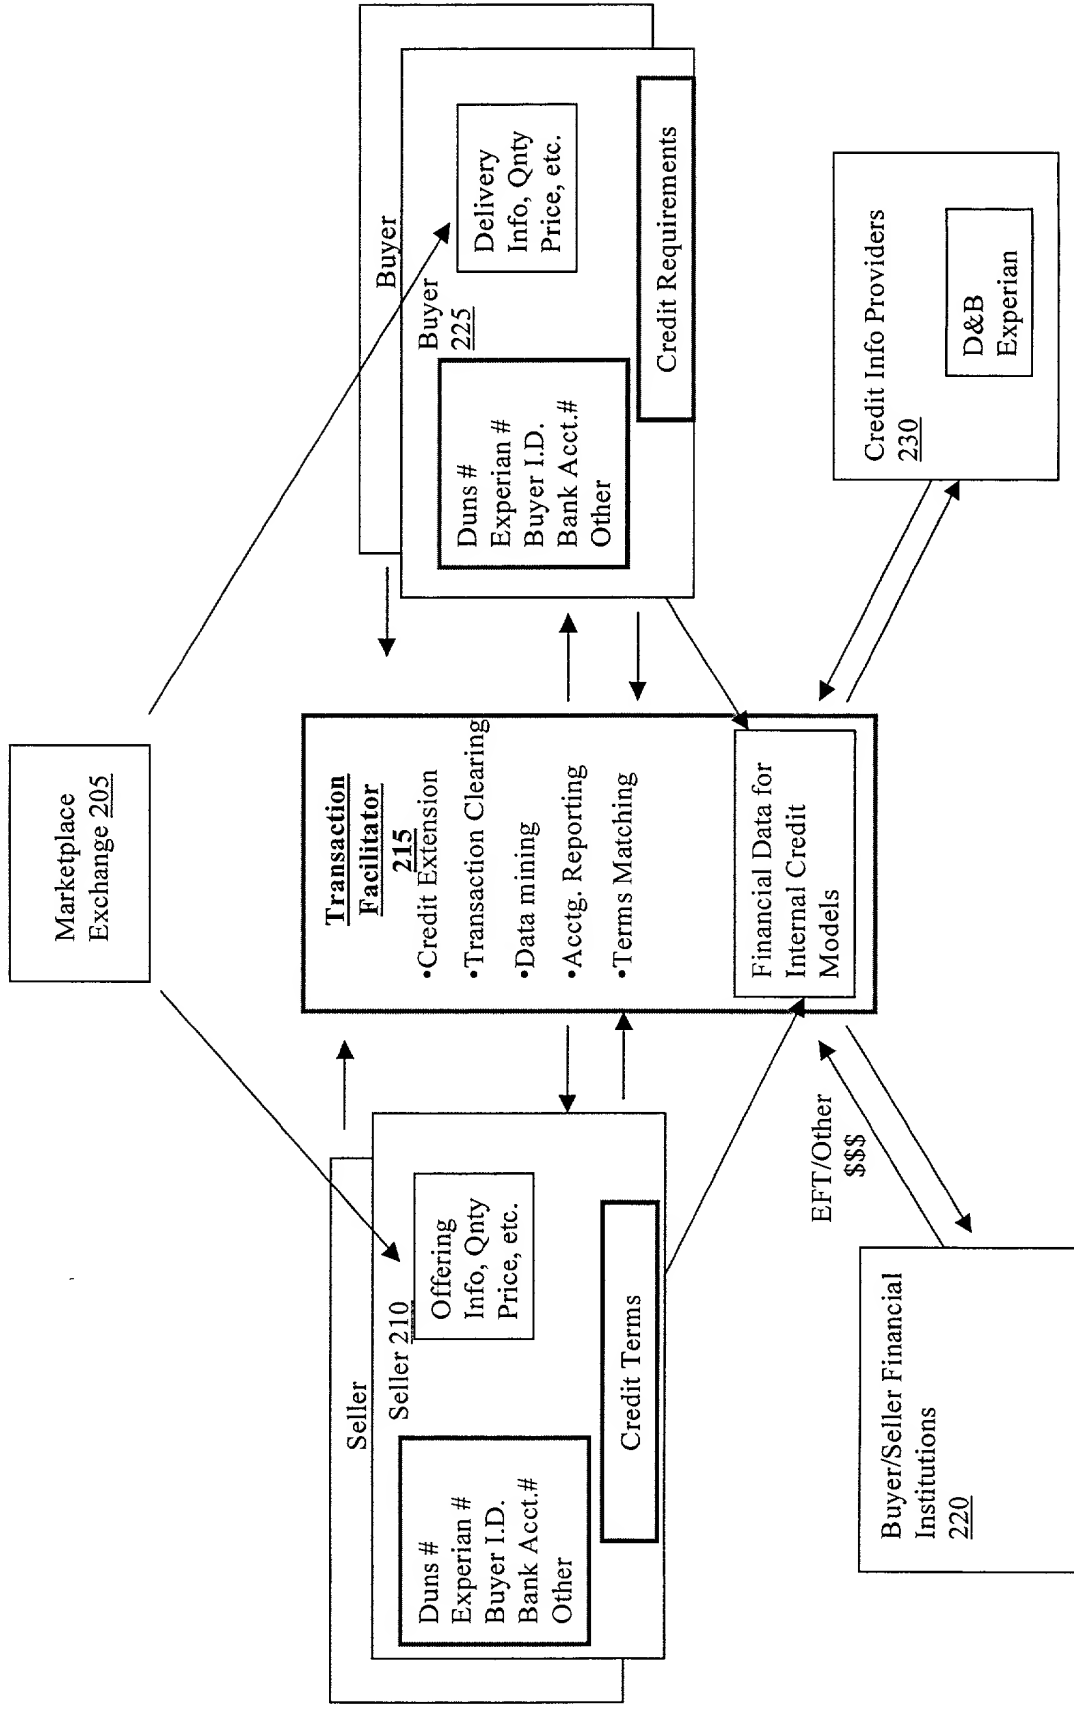 Marketplace
Exchange 205
Seller
Seller 210
Duns #
Experian #
Buyer I.D.
Bank Acct.#
Other
Offering
Info, Qnty
Price, etc.
Credit Terms
Transaction
Facilitator
215
•Credit Extension
•Transaction Clearing
•Data mining
•Acctg. Reporting
•Terms Matching
Financial Data for
Internal Credit
Models
Buyer
Buyer
225
Duns #
Experian #
Buyer I.D.
Bank Acct.#
Other
Delivery
Info, Qnty
Price, etc.
Credit Requirements
EFT/Other
$$$
Buyer/Seller Financial
Institutions
220
Credit Info Providers
230
D&B
Experian